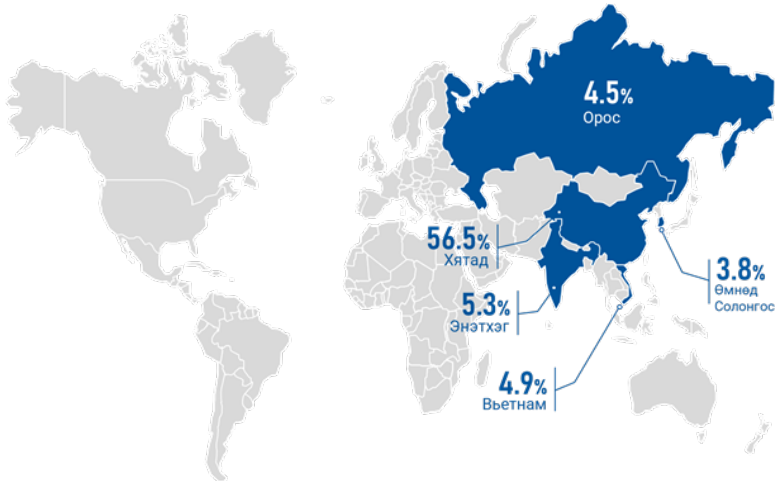 4.5%
Орос
56.5%
Хятад
3.8%
Өмнөд
Солонгос
5.3%
Энэтхэг
4.9%
Вьетнам